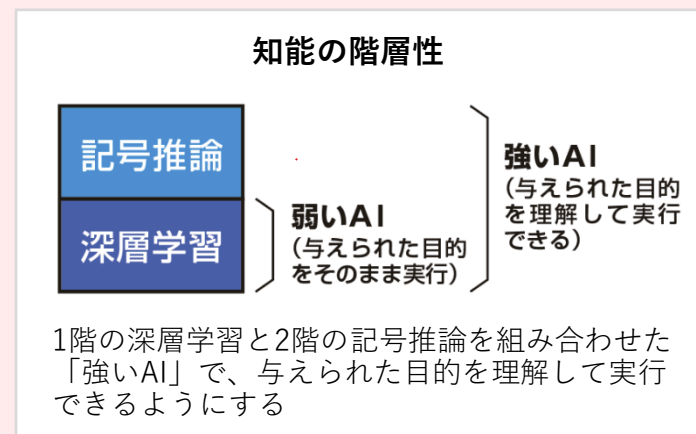 知能の階層性
記号推論
深層学習
弱いAI
(与えられた目的
をそのまま実行)
強いAI
(与えられた目的
を理解して実行
できる)
1階の深層学習と2階の記号推論を組み合わせた
「強いAI」で、与えられた目的を理解して実行
できるようにする